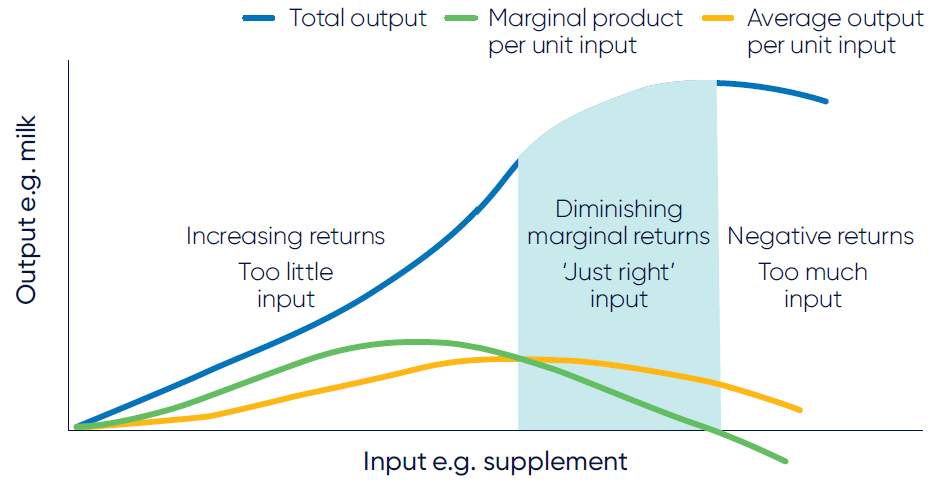 Total output
Marginal product
per unit input
Average output
per unit input
Output e.g. milk
Increasing returns
Too little
input
Diminishing
marginal returns
‘Just right’
input
Negative returns
Too much
input
Input e.g. supplement